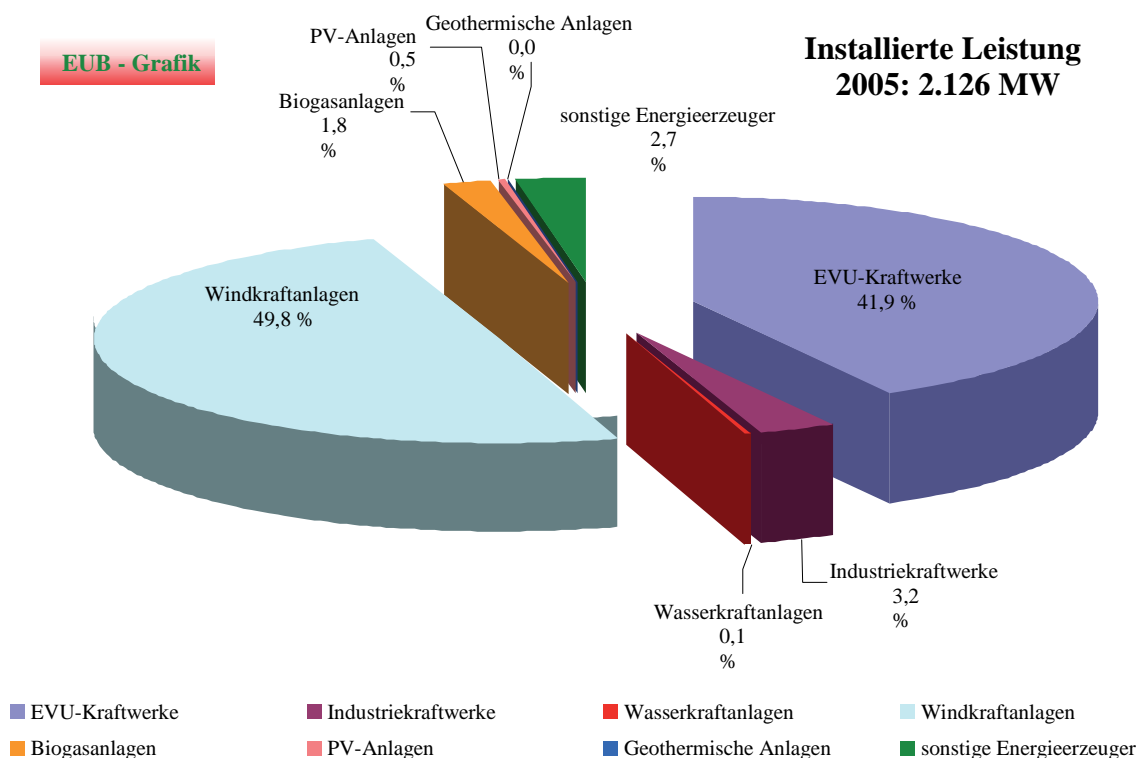 EUB - Grafik
Installierte Leistung
2005: 2.126 MW
Geothermische Anlagen
0,0
%
PV-Anlagen
0,5
%
Biogasanlagen
1,8
%
sonstige Energieerzeuger
2,7
%
EVU-Kraftwerke
41,9 %
Windkraftanlagen
49,8 %
Industriekraftwerke
3,2
%
Wasserkraftanlagen
0,1
%
EVU-Kraftwerke
Industriekraftwerke
Wasserkraftanlagen
Windkraftanlagen
Biogasanlagen
PV-Anlagen
Geothermische Anlagen
sonstige Energieerzeuger